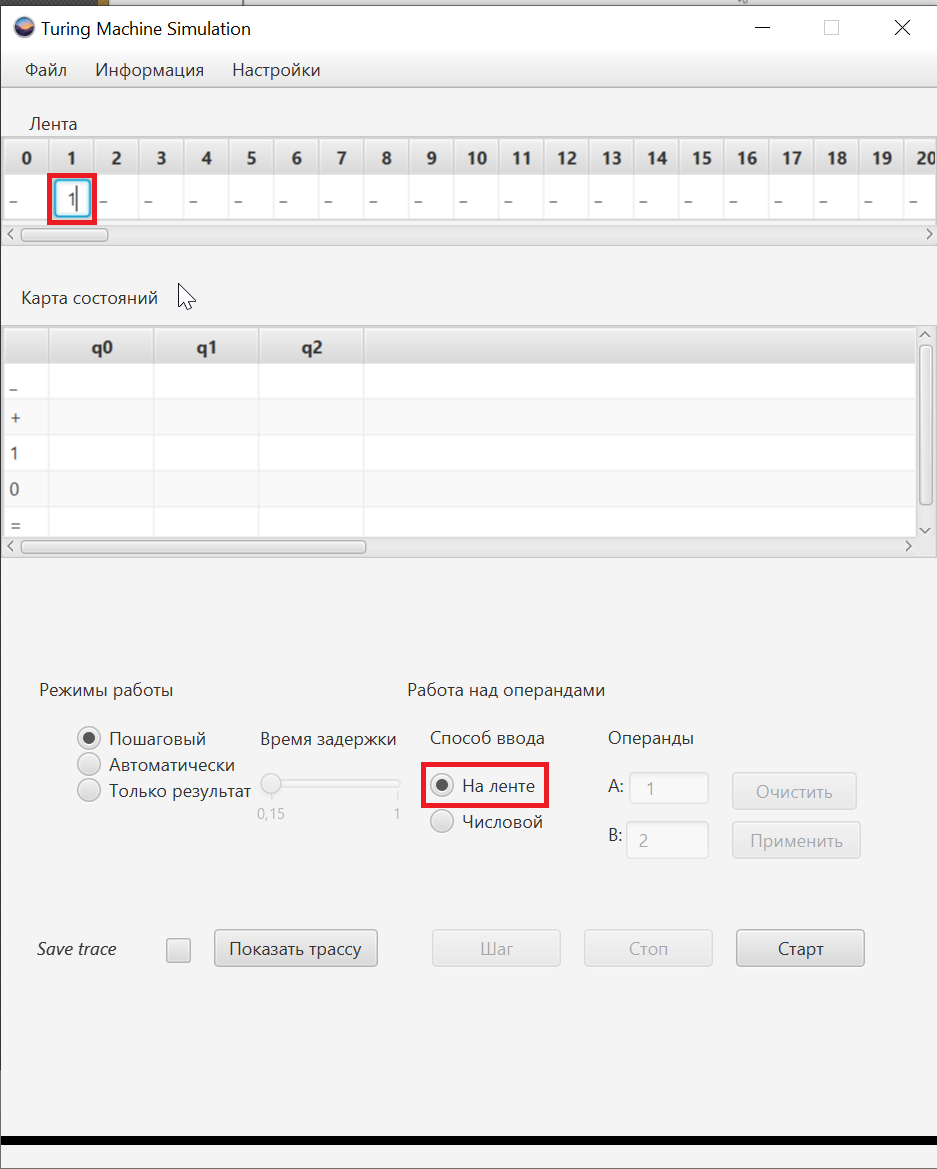 Turing Machine Simulation
Файл Информация Настройки
Лента
0 1 2 3 4 5 6 7 8 9 10 11 12 13 14 15 16 17 18 19 20
– 1 – – – – – – – – – – – – – – – – – – –
Карта состояний
q0 q1 q2
–
+
1
0
=
Режимы работы Работа над операндами
Пошаговый Время задержки Способ ввода Операнды
Автоматически
Только результат
0,15 1
На ленте A: 1 Очистить
Числовой B: 2 Применить
Save trace Показать трассу Шаг Стоп Старт